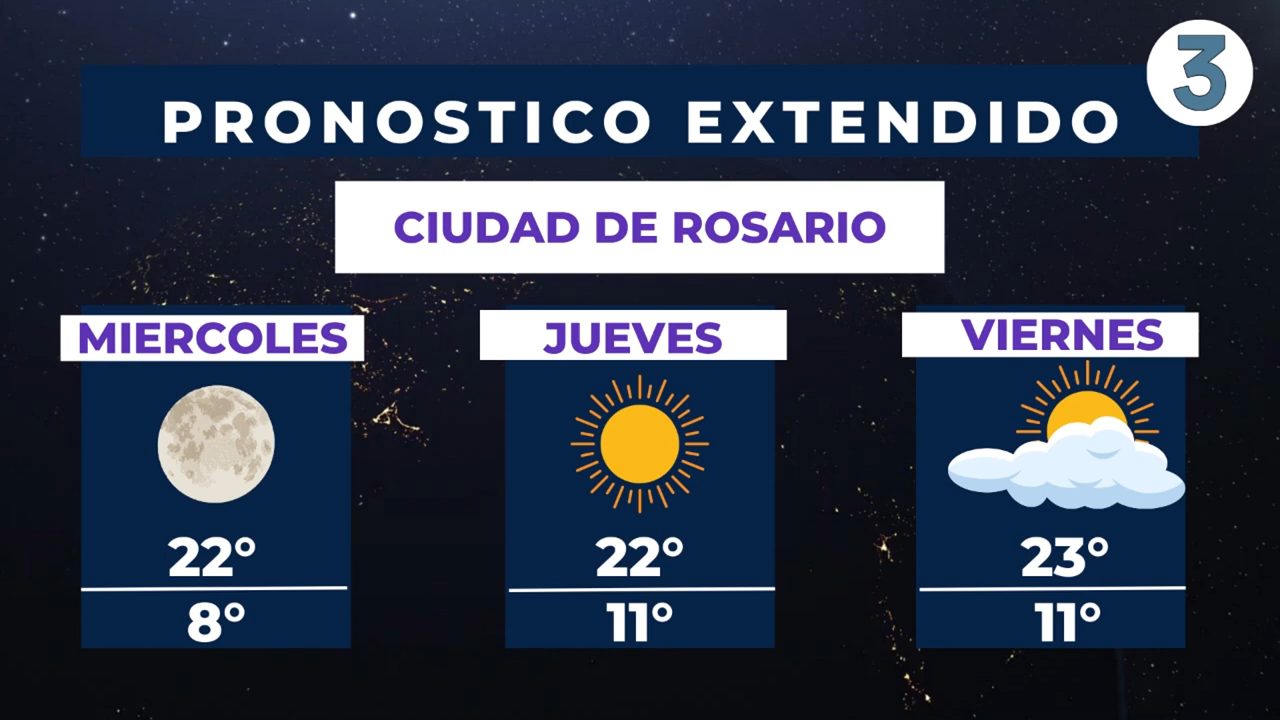 3
PRONOSTICO EXTENDIDO
CIUDAD DE ROSARIO
MIERCOLES
22°
8°
JUEVES
22°
11°
VIERNES
23°
11°